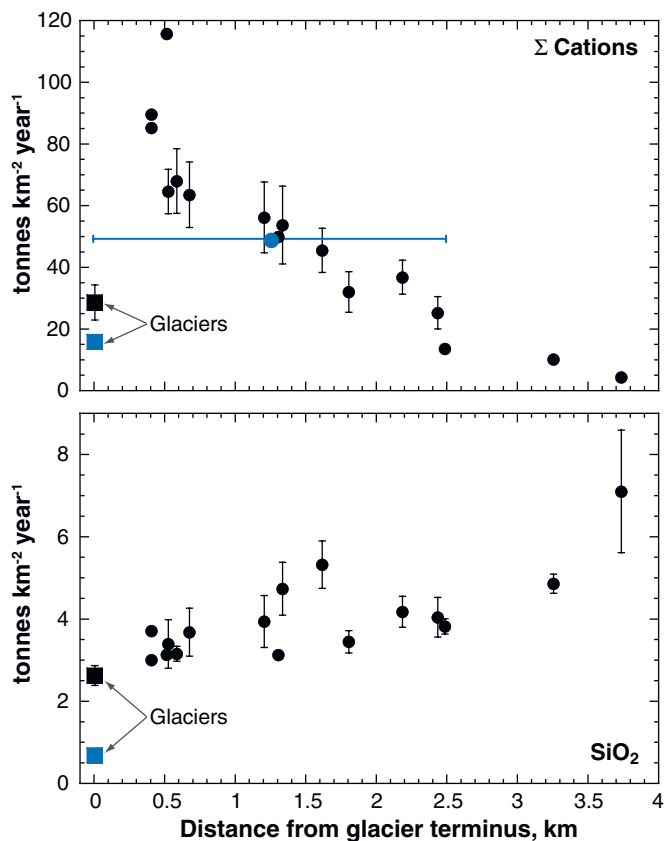 120
Σ Cations
100
80
60
40
20
0
tonnes km⁻² year⁻¹
Glaciers
8
6
4
2
0
tonnes km⁻² year⁻¹
Glaciers
SiO₂
0 0.5 1 1.5 2 2.5 3 3.5 4
Distance from glacier terminus, km